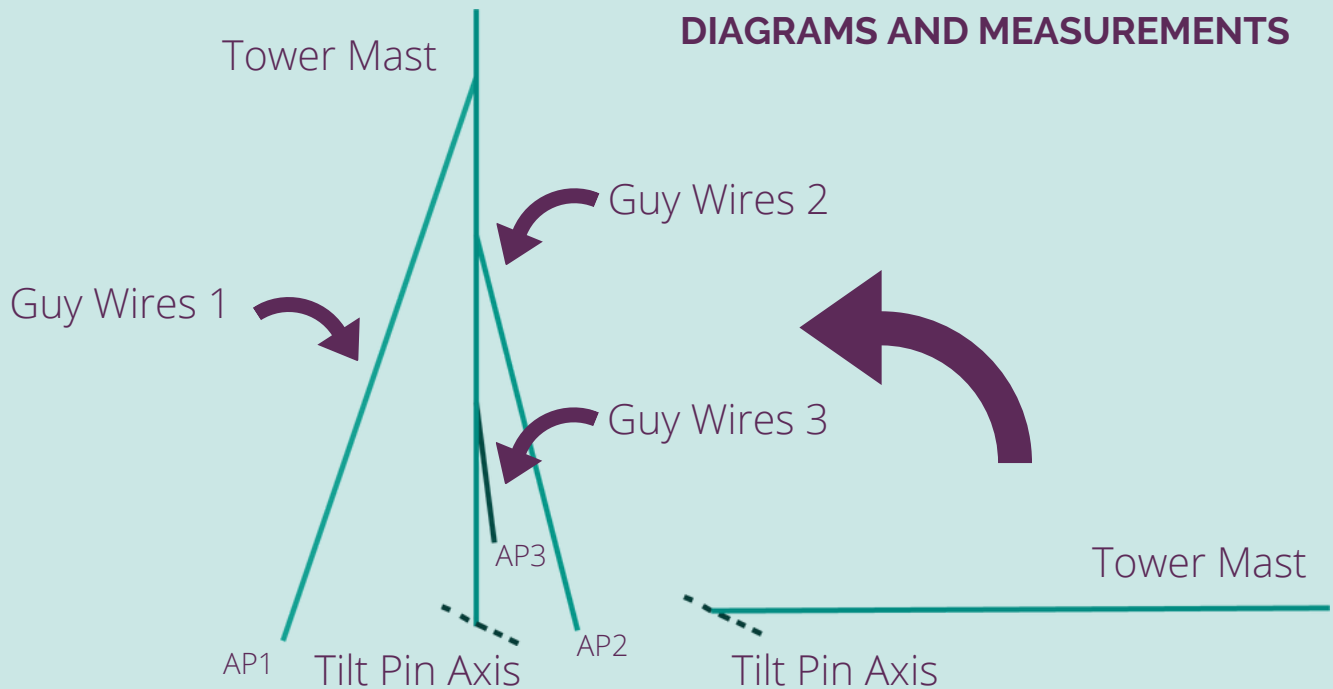 DIAGRAMS AND MEASUREMENTS
Tower Mast
Guy Wires 2
Guy Wires 1
Guy Wires 3
AP3
Tower Mast
AP1
Tilt Pin Axis
AP2
Tilt Pin Axis